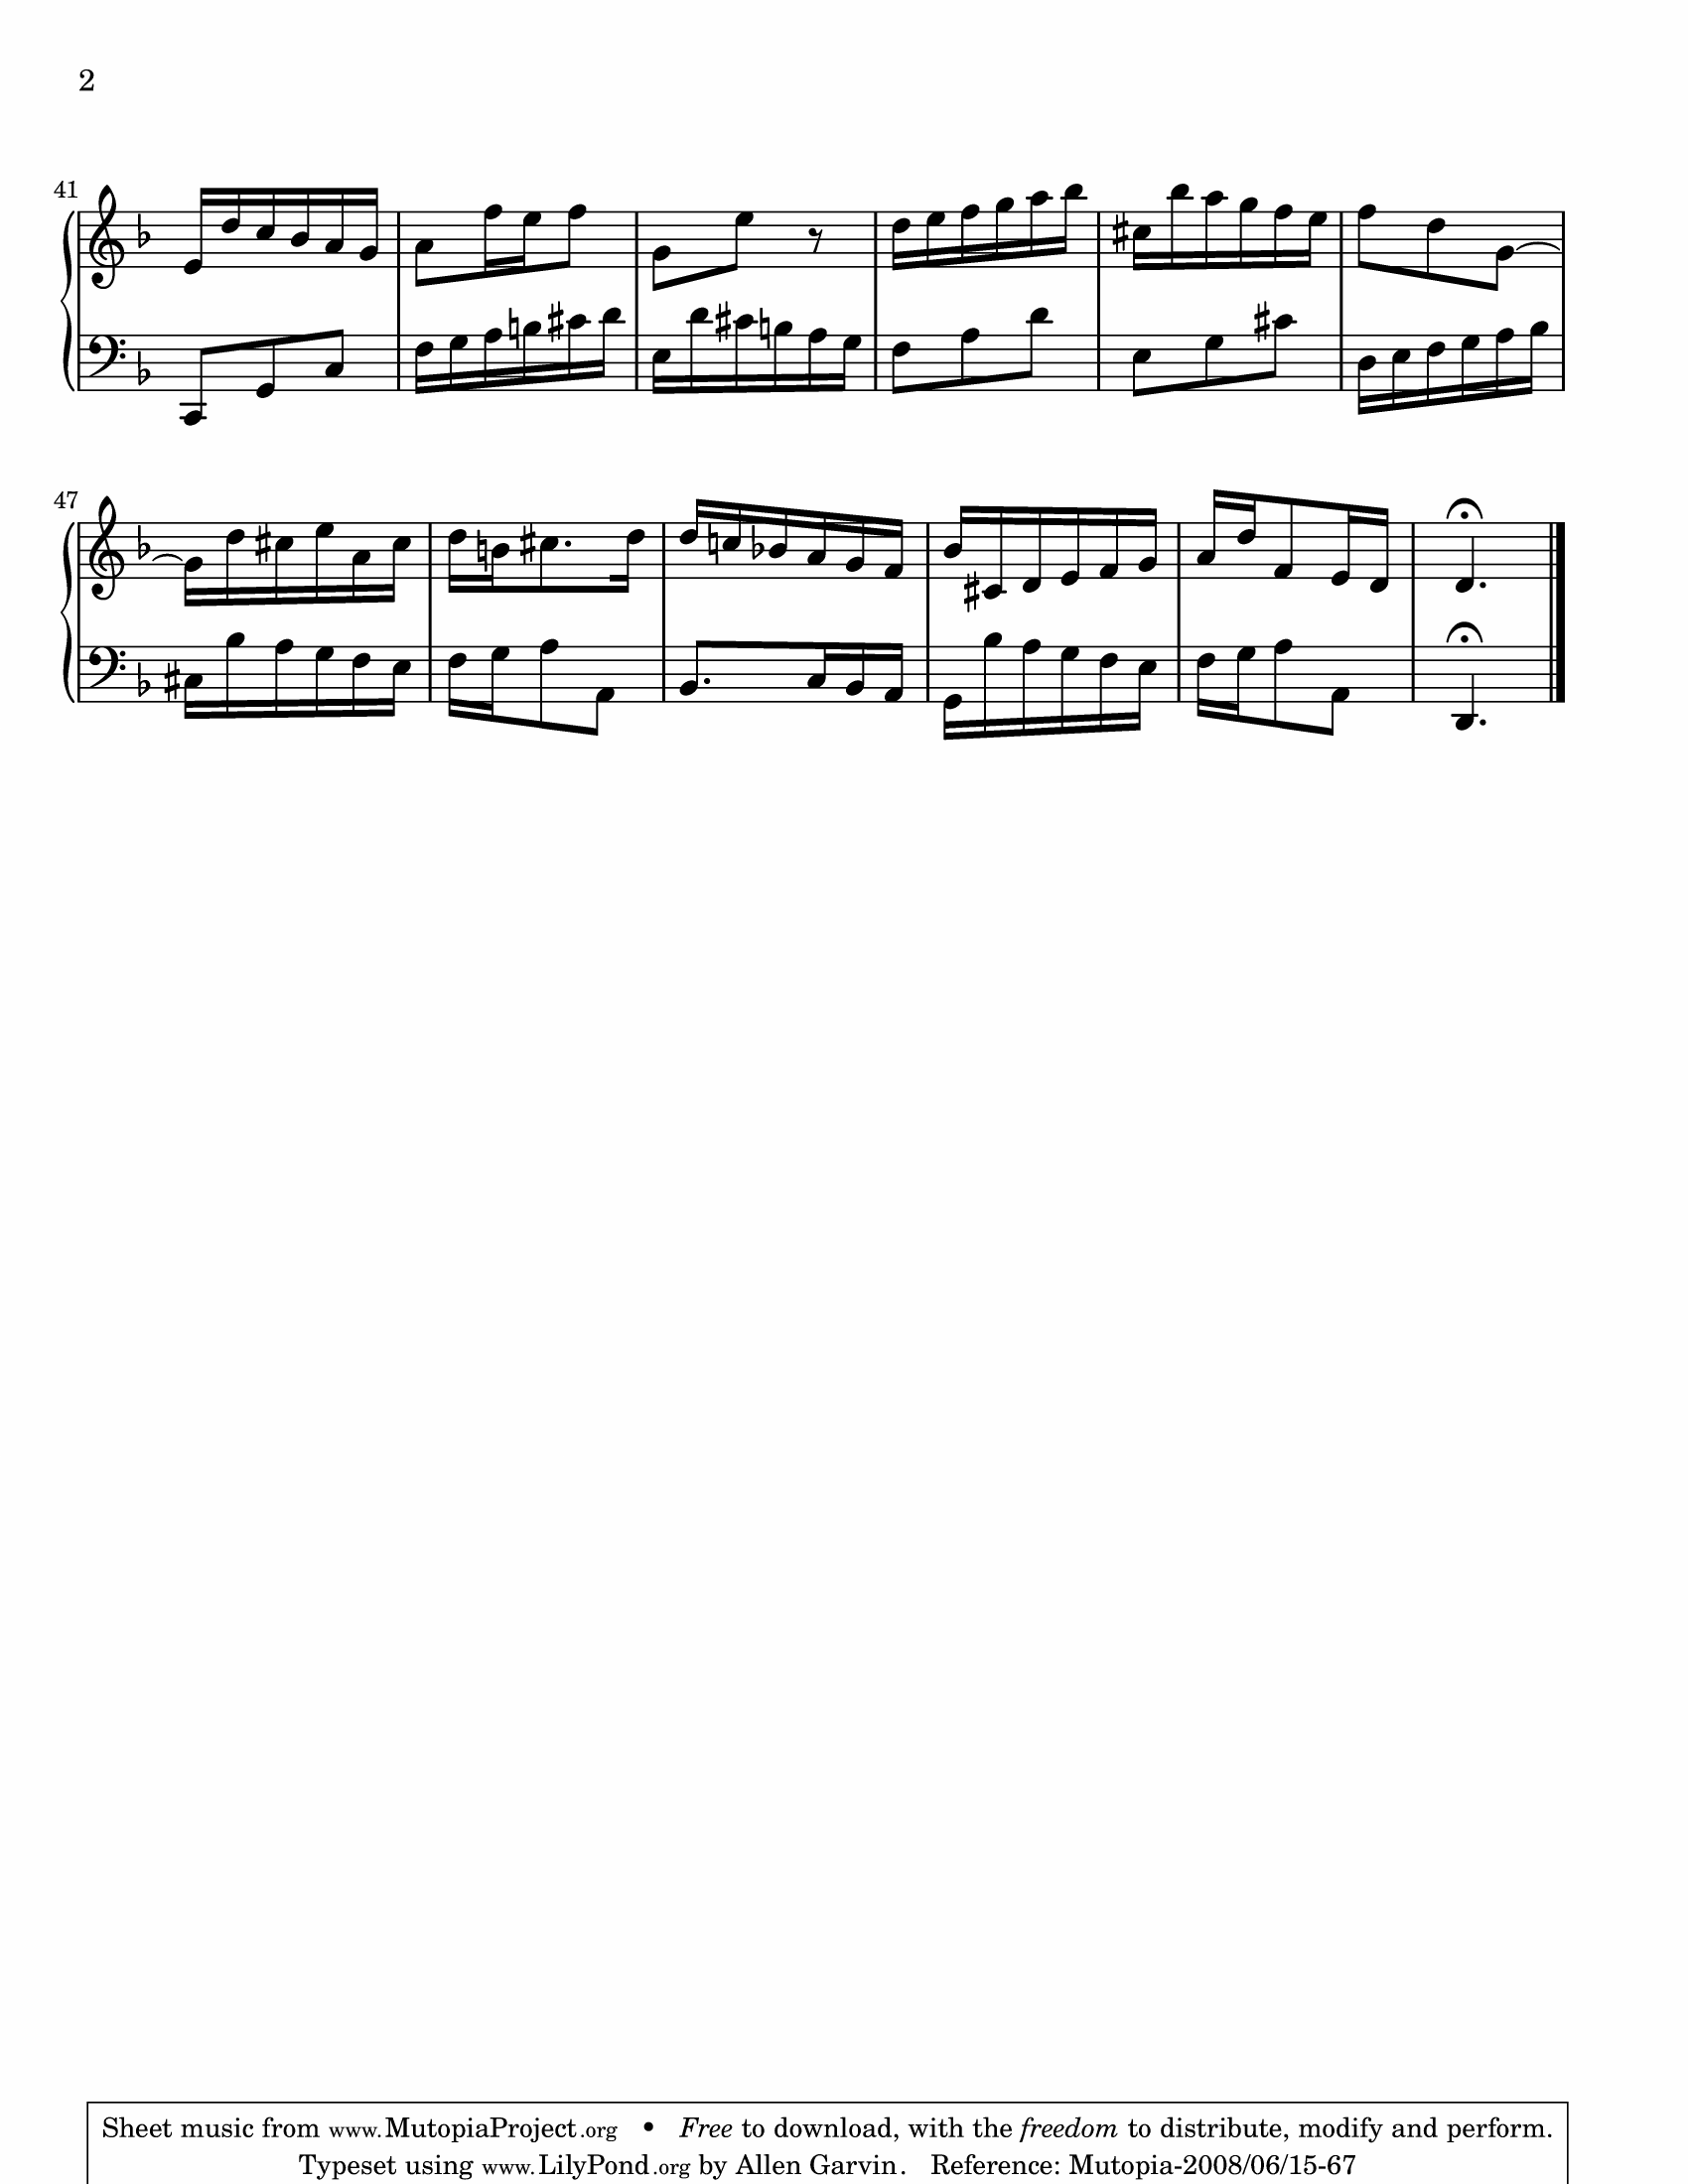 2
41
47
Sheet music from www.MutopiaProject.org • Free to download, with the freedom to distribute, modify and perform.
Typeset using www.LilyPond.org by Allen Garvin. Reference: Mutopia-2008/06/15-67